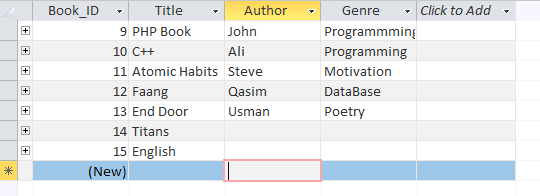 Book_ID Title Author Genre Click to Add
9 PHP Book John Programmming
10 C++ Ali Programming
11 Atomic Habits Steve Motivation
12 Faang Qasim DataBase
13 End Door Usman Poetry
14 Titans
15 English
(New)